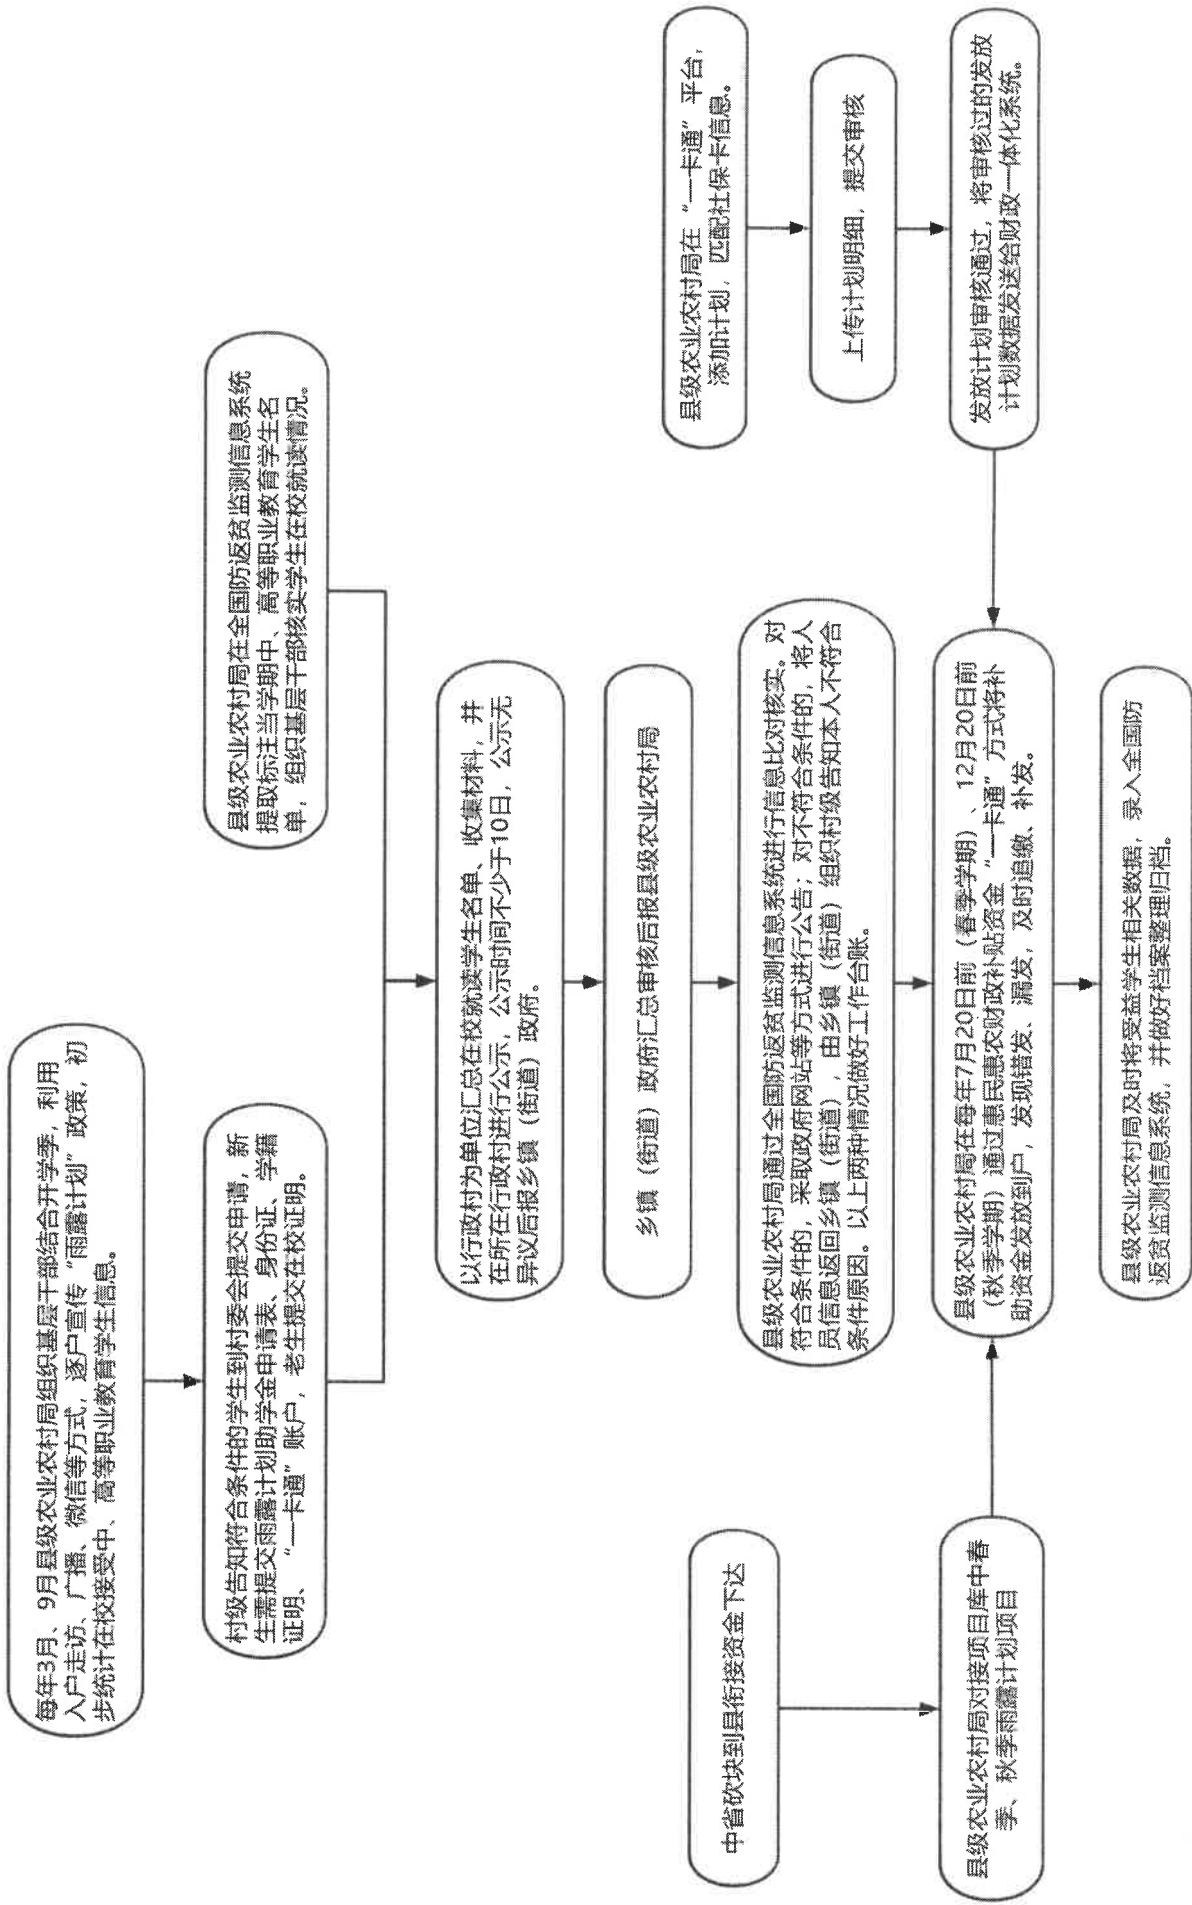 每年3月、9月县级农业农村局组织基层干部结合开学季，利用
入户走访、广播、微信等方式，逐户宣传“雨露计划”政策，初
步统计在校接受中、高等职业教育学生信息。
村级告知符合条件的学生到村委会提交申请，新
生需提交雨露计划助学金申请表、身份证、学籍
证明、“一卡通”账户，老生提交在校证明。
县级农业农村局在全国防返贫监测信息系统
提取标注当学期中、高等职业教育学生名
单，组织基层干部核实学生在校就读情况。
以行政村为单位汇总在校就读学生名单、收集材料，并
在所在行政村进行公示，公示时间不少于10日，公示无
异议后报乡镇（街道）政府。
乡镇（街道）政府汇总审核后报县级农业农村局
县级农业农村局通过全国防返贫监测信息系统进行信息比对核实。对
符合条件的，采取政府网站等方式进行公告；对不符合条件的，将人
员信息返回乡镇（街道），由乡镇（街道）组织村级告知本人不符合
条件原因。以上两种情况做好工作台账。
中省砍块到县衔接资金下达
县级农业农村局对接项目库中春
季、秋季雨露计划项目
县级农业农村局在“一卡通”平台，
添加计划，匹配社保卡信息。
上传计划明细，提交审核
发放计划审核通过，将审核过的发放
计划数据发送给财政一体化系统。
县级农业农村局在每年7月20日前（春季学期）、12月20日前
（秋季学期）通过惠民惠农财政补贴资金“一卡通”方式将补
助资金发放到户，发现错发、漏发，及时追缴、补发。
县级农业农村局及时将受益学生相关数据，录入全国防
返贫监测信息系统，并做好档案整理归档。